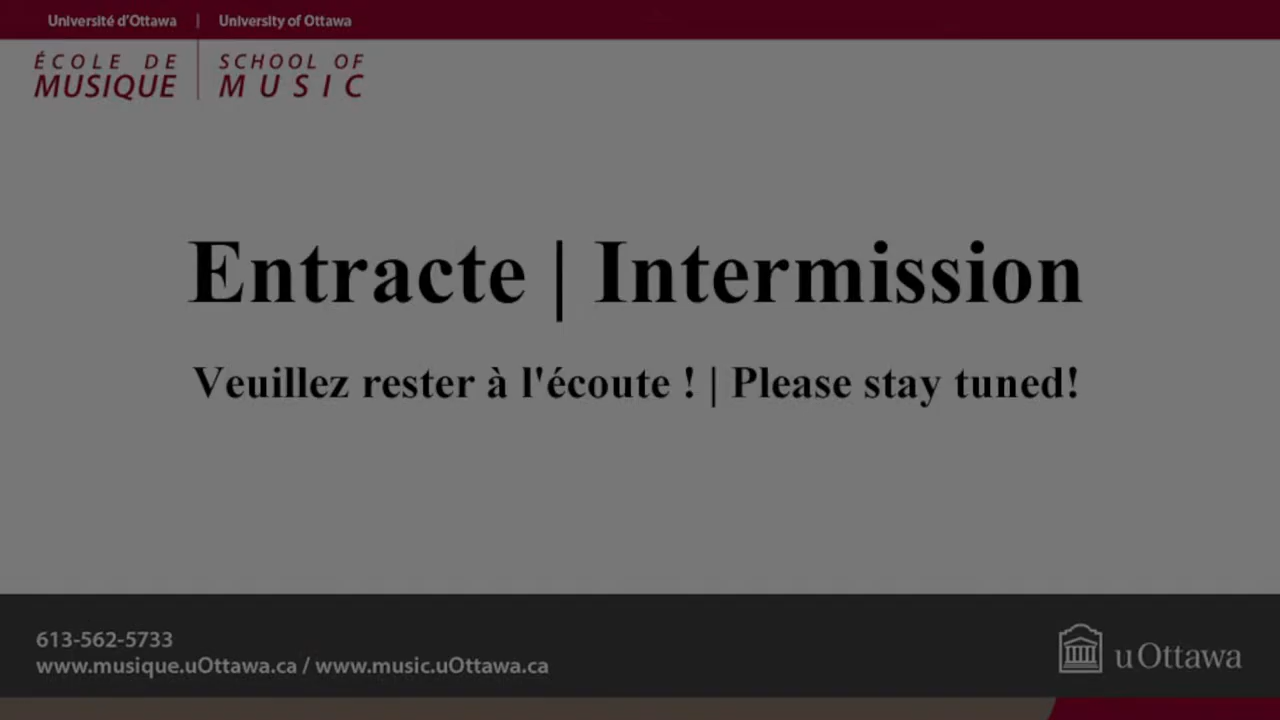 Université d'Ottawa | University of Ottawa
ÉCOLE DE MUSIQUE | SCHOOL OF MUSIC
Entracte | Intermission
Veuillez rester à l'écoute ! | Please stay tuned!
613-562-5733
www.musique.uOttawa.ca / www.music.uOttawa.ca
uOttawa